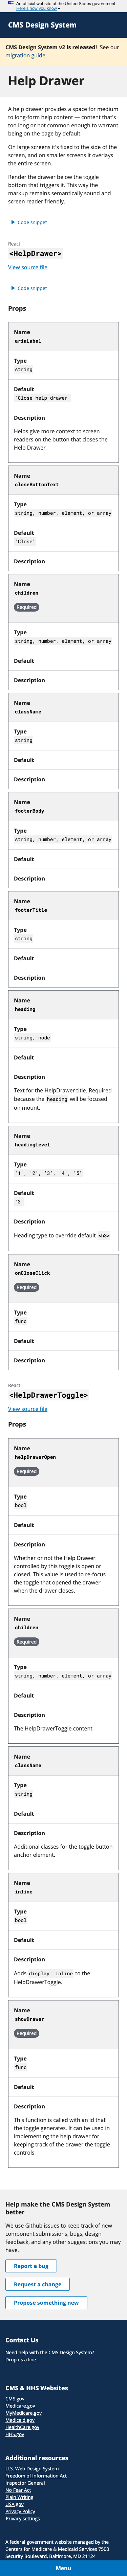 An official website of the United States government
Here's how you know
CMS Design System
CMS Design System v2 is released! See our
migration guide.
Help Drawer
A help drawer provides a space for medium
or long-form help content — content that's
too long or not common enough to warrant
being on the page by default.
On large screens, it is to the right side of the
screen, and on smaller screens it overlays
the entire screen.
Render the drawer below the toggle
button that triggers it. This way the
markup is arranged semantically and
screen reader friendly.
Code snippet
React
<HelpDrawer>
View source file
Code snippet
Props
Name
ariaLabel
Type
string
Default
'Close help drawer'
Description
Helps give more context to screen
readers on the button that closes the
Help Drawer
Name
closeButtonText
Type
string, number, element, or array
Default
'Close'
Description
Name
children
Required
Type
string, number, element, or array
Default
Description
Name
className
Type
string
Default
Description
Name
footerBody
Type
string, number, element, or array
Default
Description
Name
footerTitle
Type
string
Default
Description
Name
heading
Type
string, node
Default
Description
Text for the HelpDrawer title. Required
because the heading will be focused
on mount.
Name
headingLevel
Type
'1', '2', '3', '4', '5'
Default
'3'
Description
Heading type to override default <h3>
Name
onCloseClick
Required
Type
func
Default
Description
React
<HelpDrawerToggle>
View source file
Props
Name
helpDrawerOpen
Required
Type
bool
Default
Description
Whether or not the Help Drawer
controlled by this toggle is open or
closed. This value is used to re-focus
the toggle that opened the drawer
when the drawer closes.
Name
children
Required
Type
string, number, element, or array
Default
Description
The HelpDrawerToggle content
Name
className
Type
string
Default
Description
Additional classes for the toggle button
anchor element.
Name
inline
Type
bool
Default
Description
Adds display: inline to the
HelpDrawerToggle.
Name
showDrawer
Required
Type
func
Default
Description
This function is called with an id that
the toggle generates. It can be used in
implementing the help drawer for
keeping track of the drawer the toggle
controls
Help make the CMS Design System
better
We use Github issues to keep track of new
component submissions, bugs, design
feedback, and any other suggestions you may
have.
Report a bug
Request a change
Propose something new
Contact Us
Need help with the CMS Design System?
Drop us a line
CMS & HHS Websites
CMS.gov
Medicare.gov
MyMedicare.gov
Medicaid.gov
HealthCare.gov
HHS.gov
Additional resources
U.S. Web Design System
Freedom of Information Act
Inspector General
No Fear Act
Plain Writing
USA.gov
Privacy Policy
Privacy settings
A federal government website managed by the
Centers for Medicare & Medicaid Services 7500
Security Boulevard, Baltimore, MD 21124
Menu